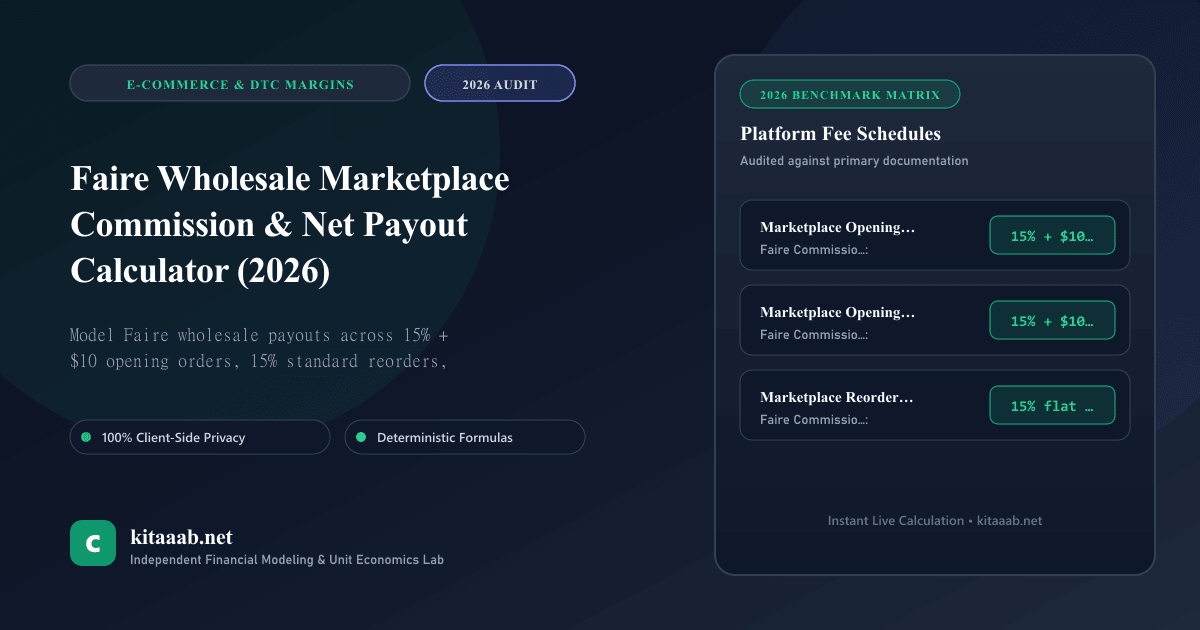 E-COMMERCE & DTC MARGINS
2026 AUDIT
Faire Wholesale Marketplace
Commission & Net Payout
Calculator (2026)
Model Faire wholesale payouts across 15% +
$10 opening orders, 15% standard reorders,
100% Client-Side Privacy
Deterministic Formulas
C
kitaaab.net
Independent Financial Modeling & Unit Economics Lab
2026 BENCHMARK MATRIX
Platform Fee Schedules
Audited against primary documentation
Marketplace Opening…
Faire Commissio…:
15% + $10…
Marketplace Opening…
Faire Commissio…:
15% + $10…
Marketplace Reorder…
Faire Commissio…:
15% flat …
Instant Live Calculation • kitaaab.net